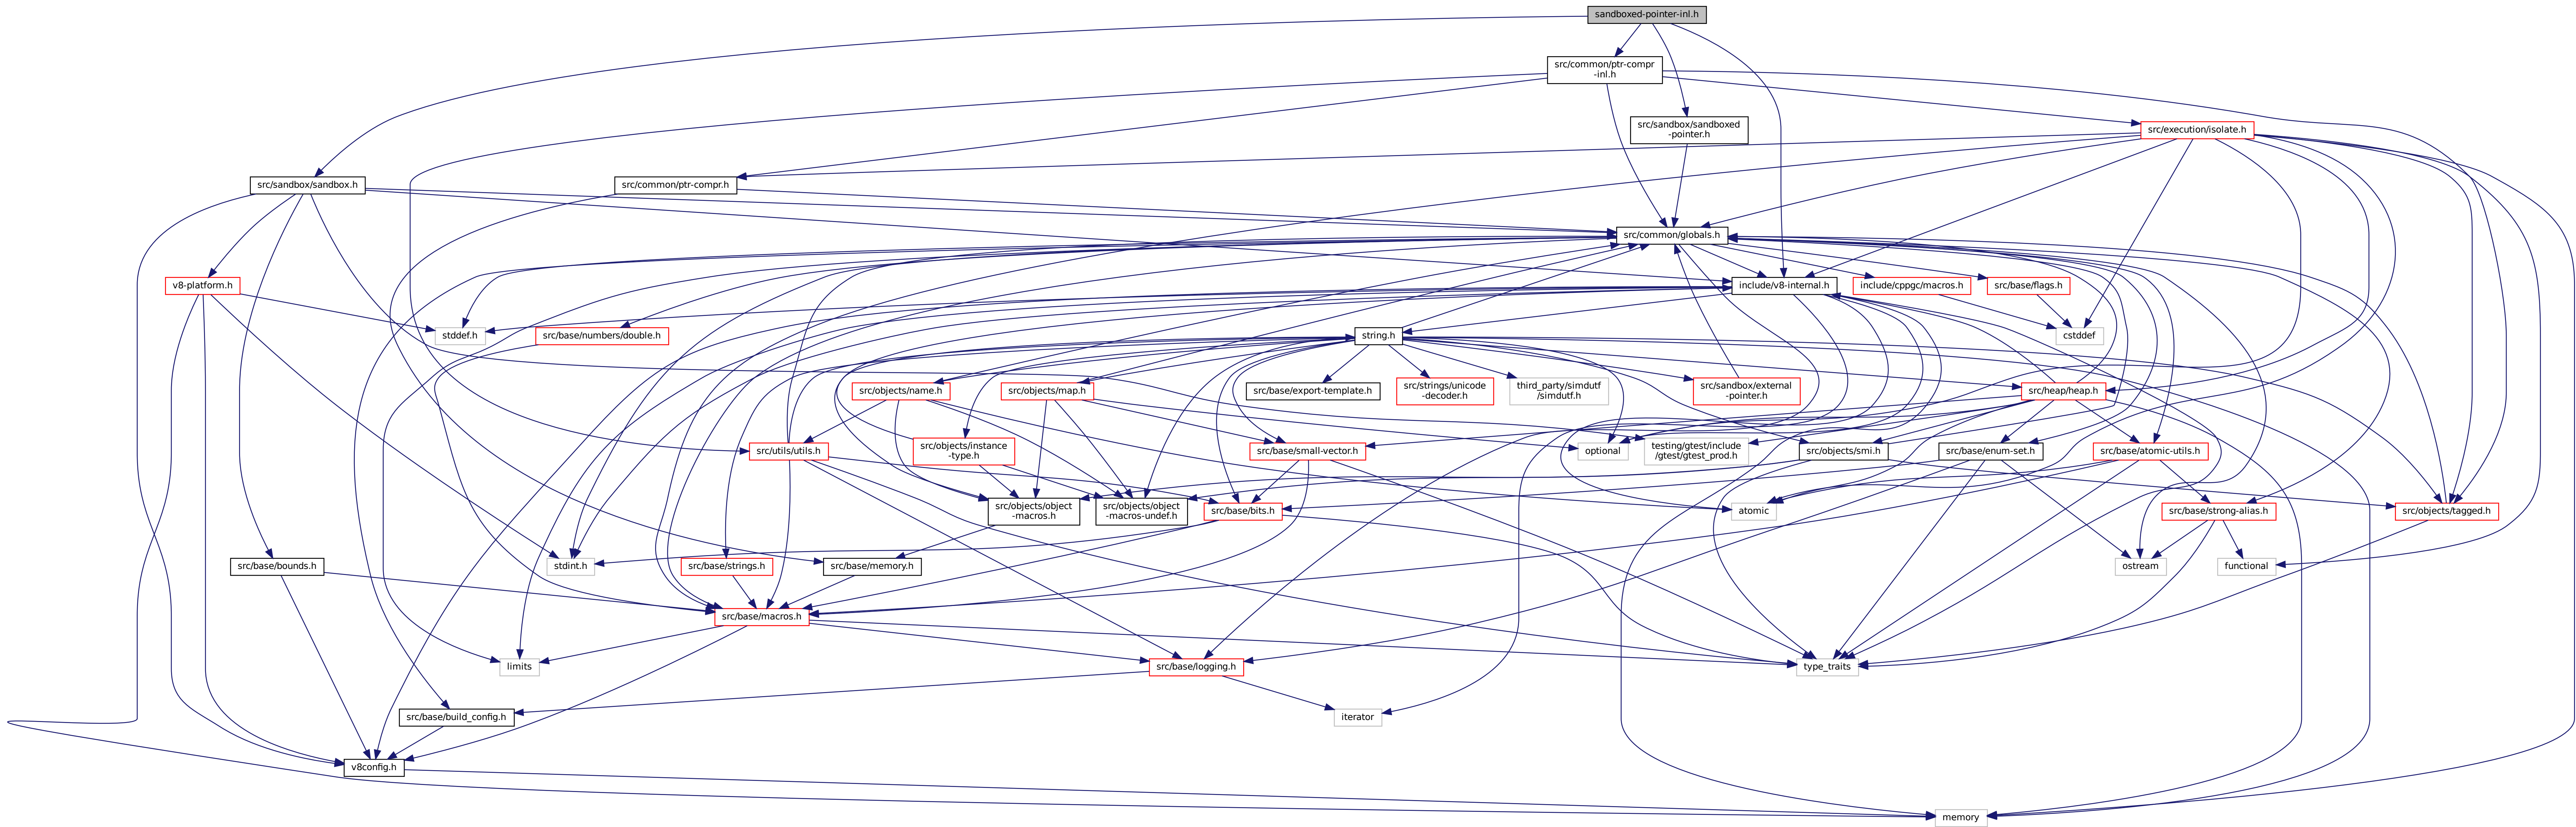 sandboxed-pointer-inl.h
src/common/ptr-compr
-inl.h
src/sandbox/sandboxed
-pointer.h
src/execution/isolate.h
src/sandbox/sandbox.h
src/common/ptr-compr.h
src/common/globals.h
v8-platform.h
include/v8-internal.h
include/cppgc/macros.h
src/base/flags.h
stddef.h
src/base/numbers/double.h
string.h
cstddef
src/objects/name.h
src/objects/map.h
src/base/export-template.h
src/strings/unicode
-decoder.h
third_party/simdutf
/simdutf.h
src/sandbox/external
-pointer.h
src/heap/heap.h
src/utils/utils.h
src/objects/instance
-type.h
src/base/small-vector.h
optional
testing/gtest/include
/gtest/gtest_prod.h
src/objects/smi.h
src/base/enum-set.h
src/base/atomic-utils.h
src/objects/object
-macros.h
src/objects/object
-macros-undef.h
src/base/bits.h
atomic
src/base/strong-alias.h
src/objects/tagged.h
src/base/bounds.h
stdint.h
src/base/strings.h
src/base/memory.h
ostream
functional
src/base/macros.h
limits
src/base/logging.h
type_traits
src/base/build_config.h
iterator
v8config.h
memory